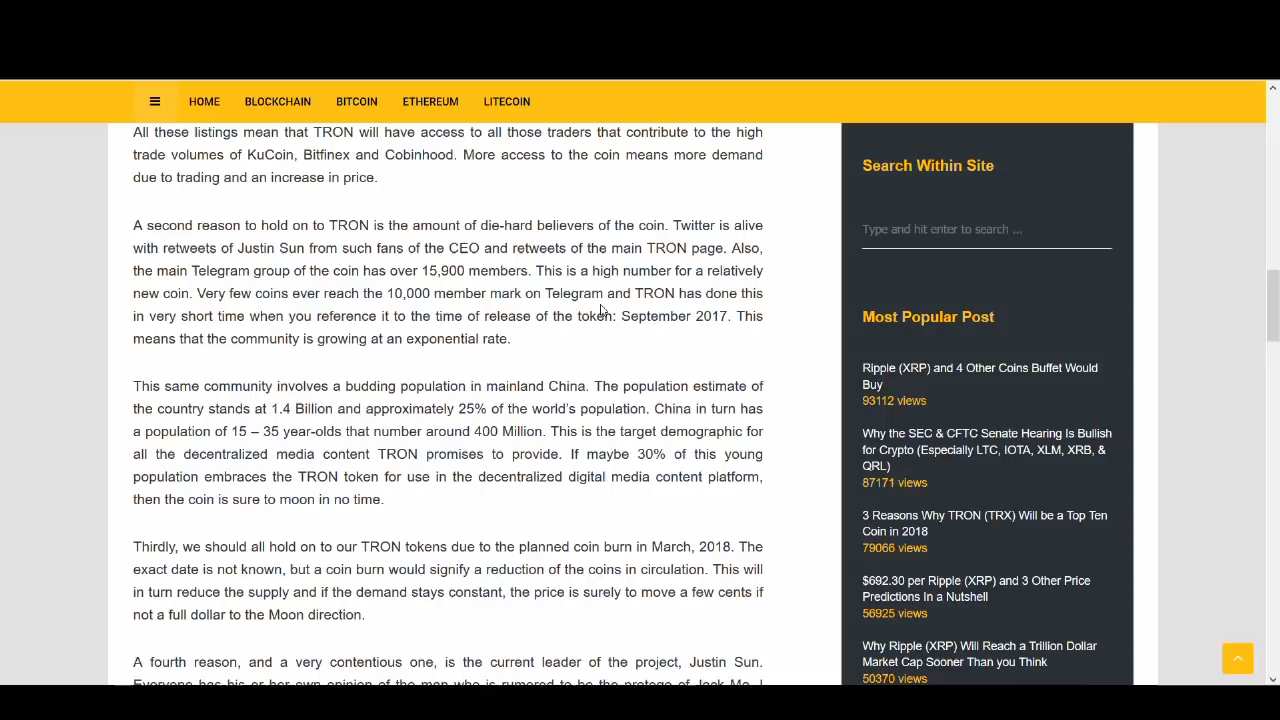 HOME BLOCKCHAIN BITCOIN ETHEREUM LITECOIN
All these listings mean that TRON will have access to all those traders that contribute to the high
trade volumes of KuCoin, Bitfinex and Cobinhood. More access to the coin means more demand
due to trading and an increase in price.
A second reason to hold on to TRON is the amount of die-hard believers of the coin. Twitter is alive
with retweets of Justin Sun from such fans of the CEO and retweets of the main TRON page. Also,
the main Telegram group of the coin has over 15,900 members. This is a high number for a relatively
new coin. Very few coins ever reach the 10,000 member mark on Telegram and TRON has done this
in very short time when you reference it to the time of release of the token: September 2017. This
means that the community is growing at an exponential rate.
This same community involves a budding population in mainland China. The population estimate of
the country stands at 1.4 Billion and approximately 25% of the world's population. China in turn has
a population of 15 – 35 year-olds that number around 400 Million. This is the target demographic for
all the decentralized media content TRON promises to provide. If maybe 30% of this young
population embraces the TRON token for use in the decentralized digital media content platform,
then the coin is sure to moon in no time.
Thirdly, we should all hold on to our TRON tokens due to the planned coin burn in March, 2018. The
exact date is not known, but a coin burn would signify a reduction of the coins in circulation. This will
in turn reduce the supply and if the demand stays constant, the price is surely to move a few cents if
not a full dollar to the Moon direction.
A fourth reason, and a very contentious one, is the current leader of the project, Justin Sun.
Everyone has his or her own opinion of the man who is rumored to be the protege of Jack Ma. I
Search Within Site
Type and hit enter to search ...
Most Popular Post
Ripple (XRP) and 4 Other Coins Buffet Would
Buy
93112 views
Why the SEC & CFTC Senate Hearing Is Bullish
for Crypto (Especially LTC, IOTA, XLM, XRB, &
QRL)
87171 views
3 Reasons Why TRON (TRX) Will be a Top Ten
Coin in 2018
79066 views
$692.30 per Ripple (XRP) and 3 Other Price
Predictions In a Nutshell
56925 views
Why Ripple (XRP) Will Reach a Trillion Dollar
Market Cap Sooner Than you Think
50370 views